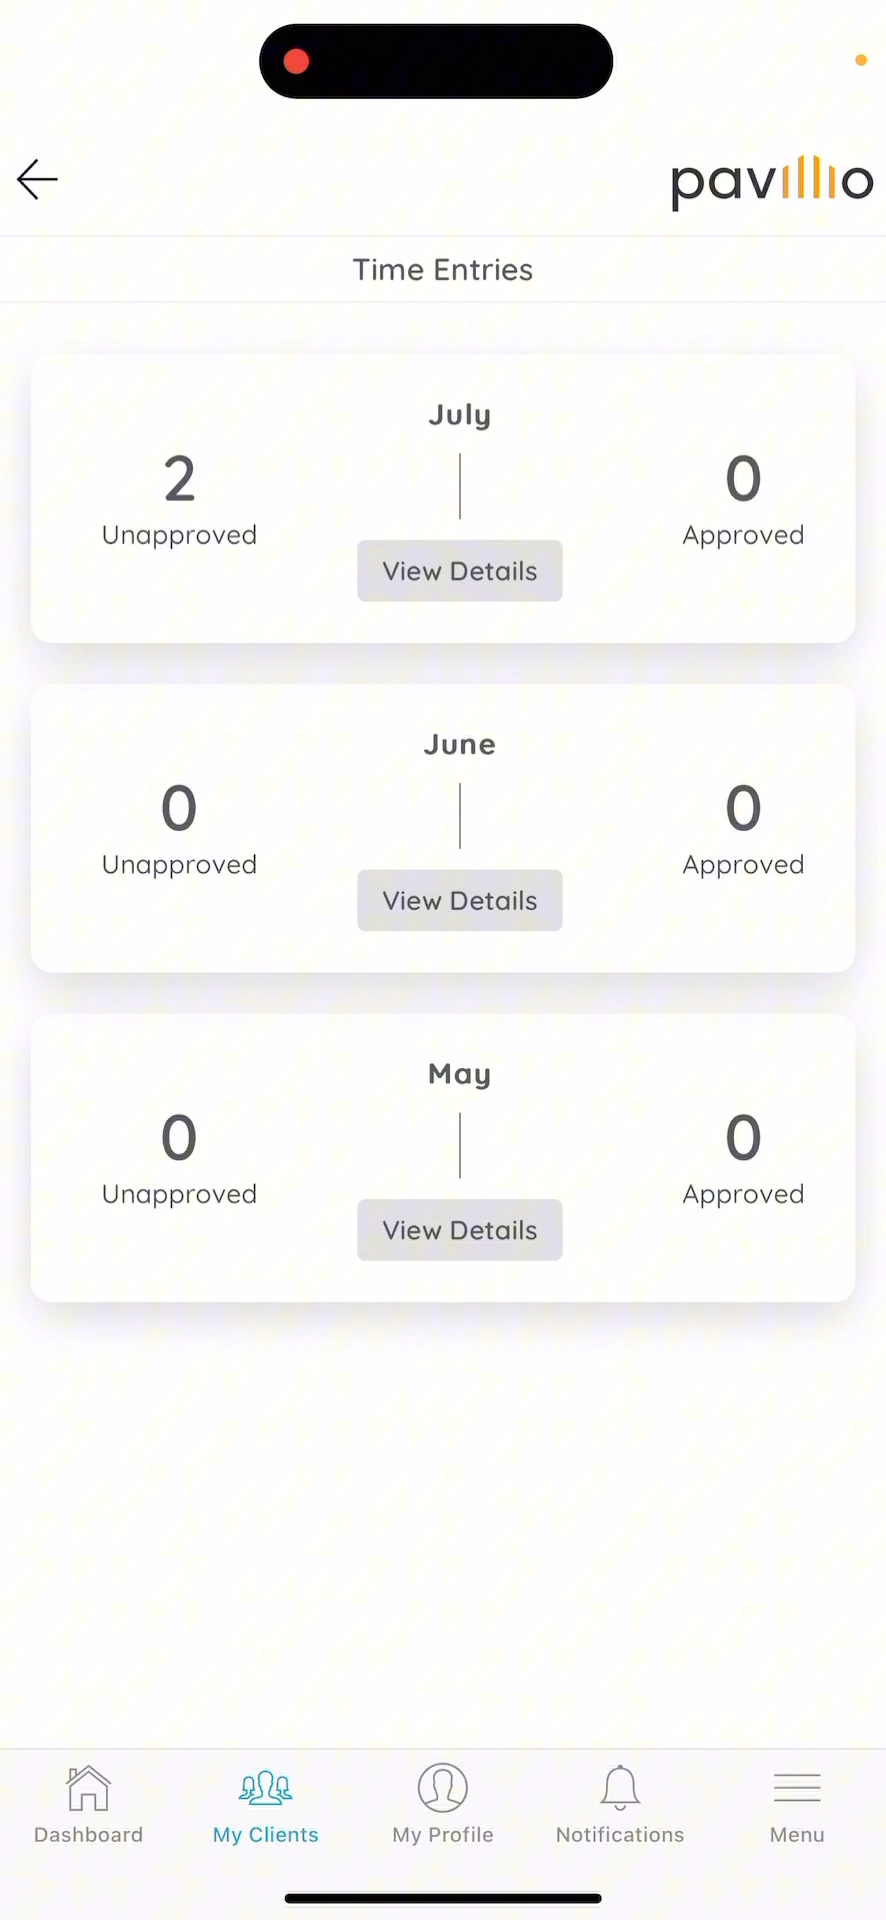 pavillio
Time Entries
July
2
0
Unapproved
Approved
View Details
June
0
0
Unapproved
Approved
View Details
May
0
0
Unapproved
Approved
View Details
Dashboard
My Clients
My Profile
Notifications
Menu